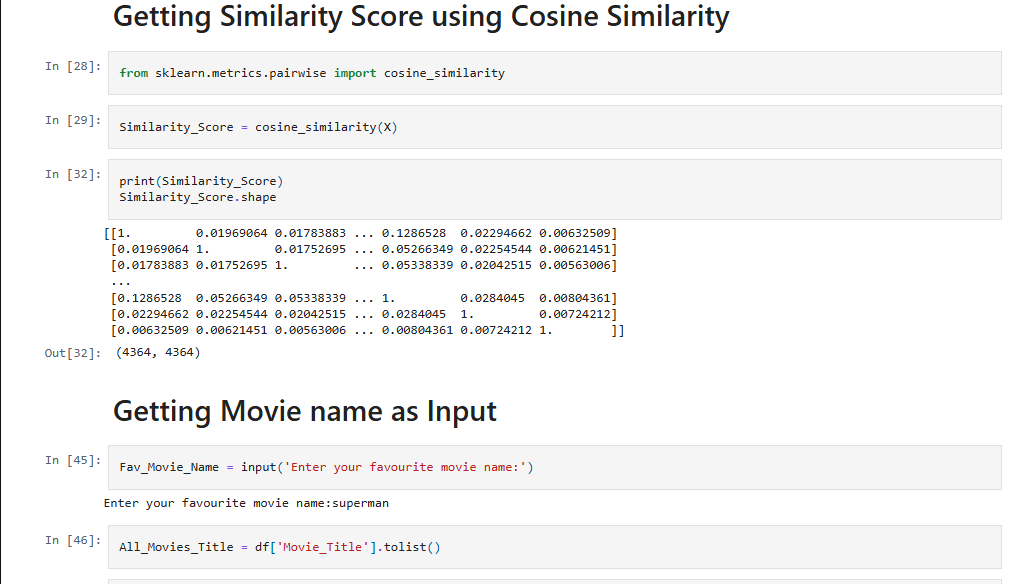 Getting Similarity Score using Cosine Similarity
In [28]: from sklearn.metrics.pairwise import cosine_similarity
In [29]: Similarity_Score = cosine_similarity(X)
In [32]: print(Similarity_Score)
Similarity_Score.shape
[[1.         0.01969064 0.01783883 ... 0.1286528  0.02294662 0.00632509]
 [0.01969064 1.         0.01752695 ... 0.05266349 0.02254544 0.00621451]
 [0.01783883 0.01752695 1.         ... 0.05338339 0.02042515 0.00563006]
 ...
 [0.1286528  0.05266349 0.05338339 ... 1.         0.0284045  0.00804361]
 [0.02294662 0.02254544 0.02042515 ... 0.0284045  1.         0.00724212]
 [0.00632509 0.00621451 0.00563006 ... 0.00804361 0.00724212 1.        ]]
Out[32]: (4364, 4364)
Getting Movie name as Input
In [45]: Fav_Movie_Name = input('Enter your favourite movie name:')
Enter your favourite movie name:superman
In [46]: All_Movies_Title = df['Movie_Title'].tolist()